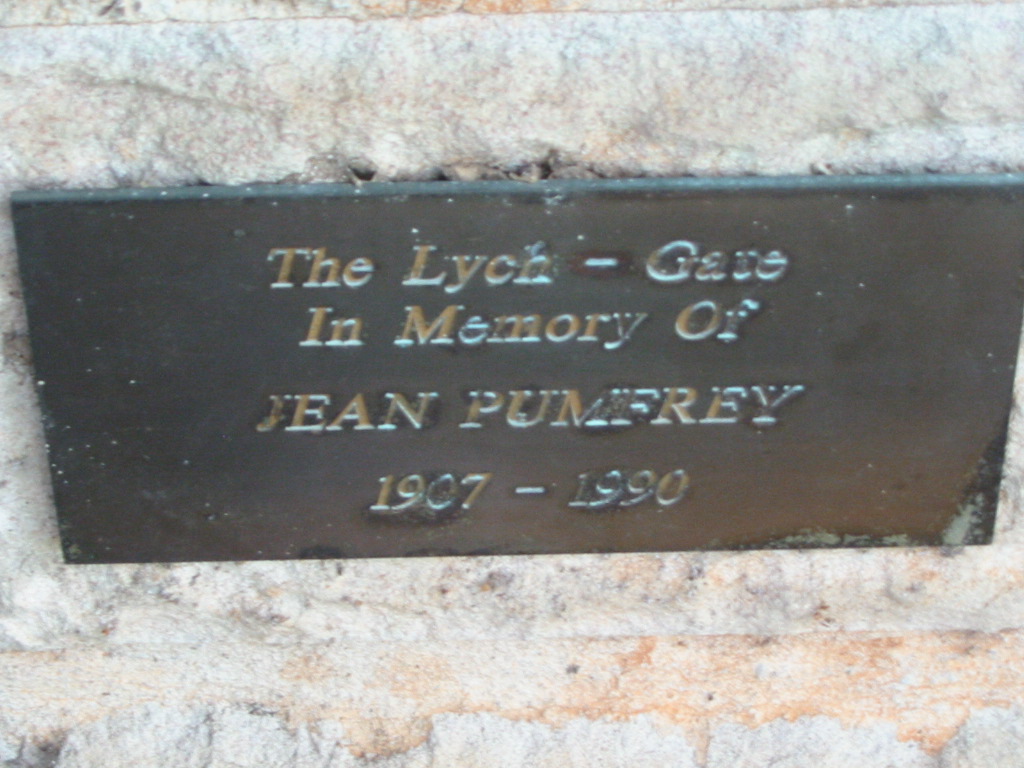 The Lych - Gate
In Memory Of
JEAN PUMFREY
1907 - 1990